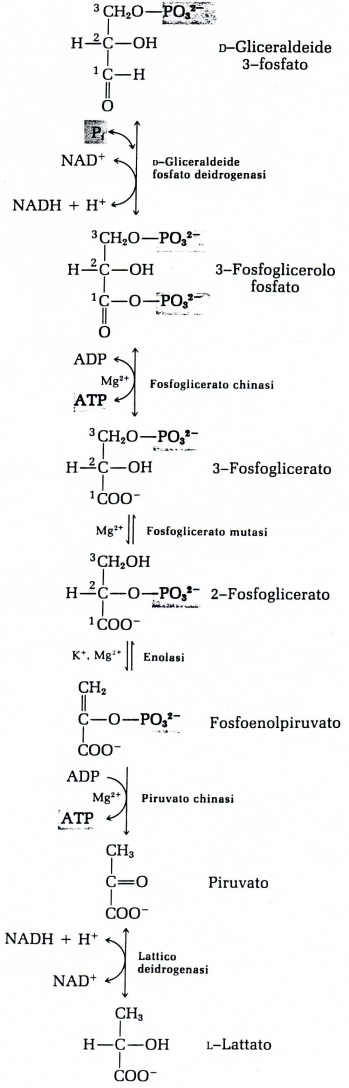 ³CH₂O—PO₃²⁻
H—²C—OH
¹C—H
O
D-Gliceraldeide
3-fosfato
Pᵢ
NAD⁺
NADH + H⁺
D-Gliceraldeide
fosfato deidrogenasi
³CH₂O—PO₃²⁻
H—²C—OH
¹C—O—PO₃²⁻
O
3-Fosfoglicerolo
fosfato
ADP
Mg²⁺
ATP
Fosfoglicerato chinasi
³CH₂O—PO₃²⁻
H—²C—OH
¹COO⁻
3-Fosfoglicerato
Mg²⁺
Fosfoglicerato mutasi
³CH₂OH
H—²C—O—PO₃²⁻
¹COO⁻
2-Fosfoglicerato
K⁺, Mg²⁺
Enolasi
CH₂
C—O—PO₃²⁻
COO⁻
Fosfoenolpiruvato
ADP
Mg²⁺
ATP
Piruvato chinasi
CH₃
C=O
COO⁻
Piruvato
NADH + H⁺
NAD⁺
Lattico
deidrogenasi
CH₃
H—C—OH
COO⁻
L-Lattato